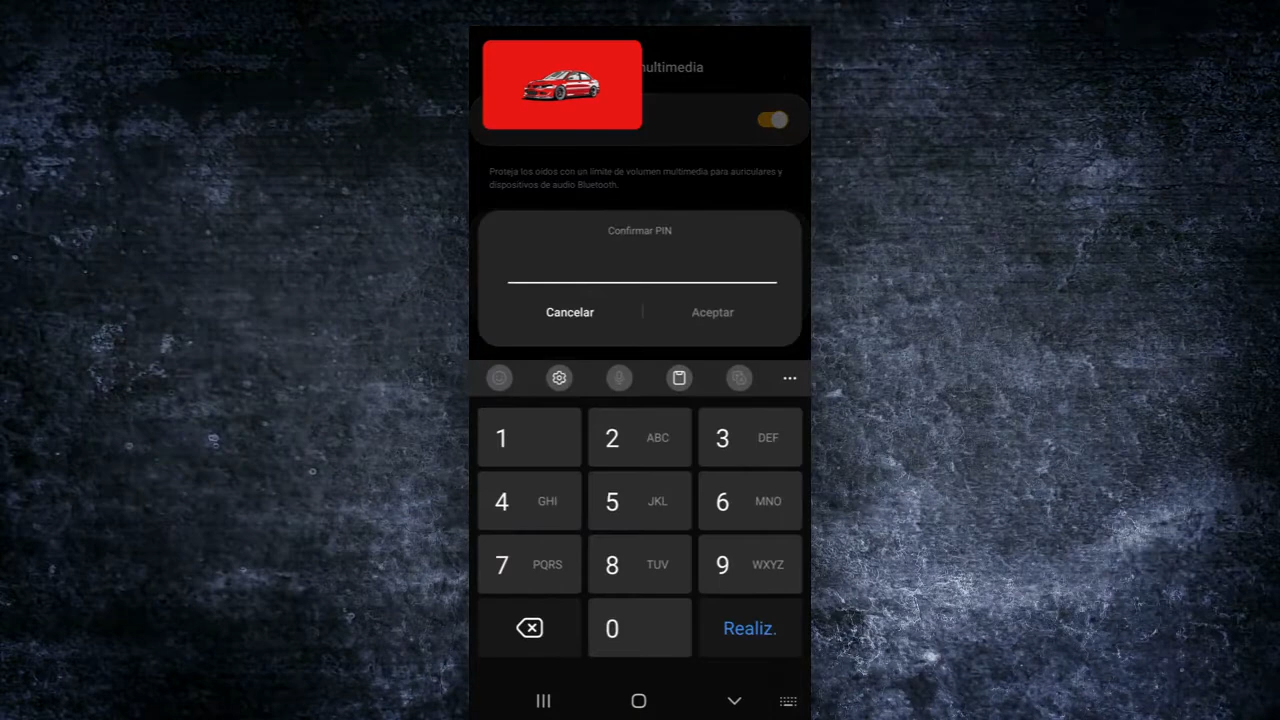 multimedia
Proteja los oídos con un límite de volumen multimedia para auriculares y
dispositivos de audio Bluetooth.
Confirmar PIN
Cancelar
Aceptar
1
2 ABC
3 DEF
4 GHI
5 JKL
6 MNO
7 PQRS
8 TUV
9 WXYZ
0
Realiz.